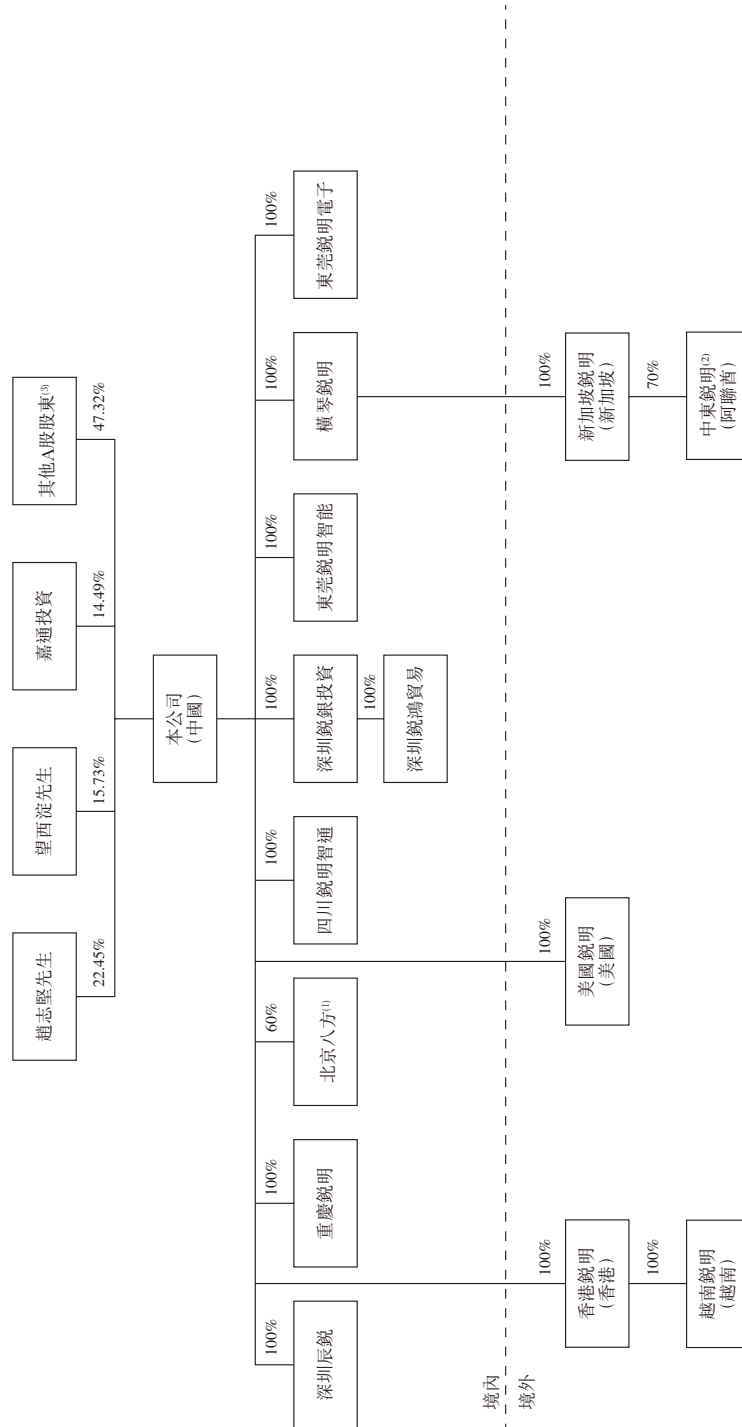 趙志堅先生
望西淀先生
嘉通投資
其他A股股東(3)
22.45%
15.73%
14.49%
47.32%
本公司
(中國)
100%
100%
60%
100%
100%
100%
100%
100%
深圳辰銳
重慶銳明
北京八方(1)
四川銳明智通
深圳銳銀投資
東莞銳明智能
橫琴銳明
東莞銳明電子
100%
深圳銳鴻貿易
境內
境外
100%
100%
100%
香港銳明
(香港)
美國銳明
(美國)
新加坡銳明
(新加坡)
100%
70%
越南銳明
(越南)
中東銳明(2)
(阿聯酋)